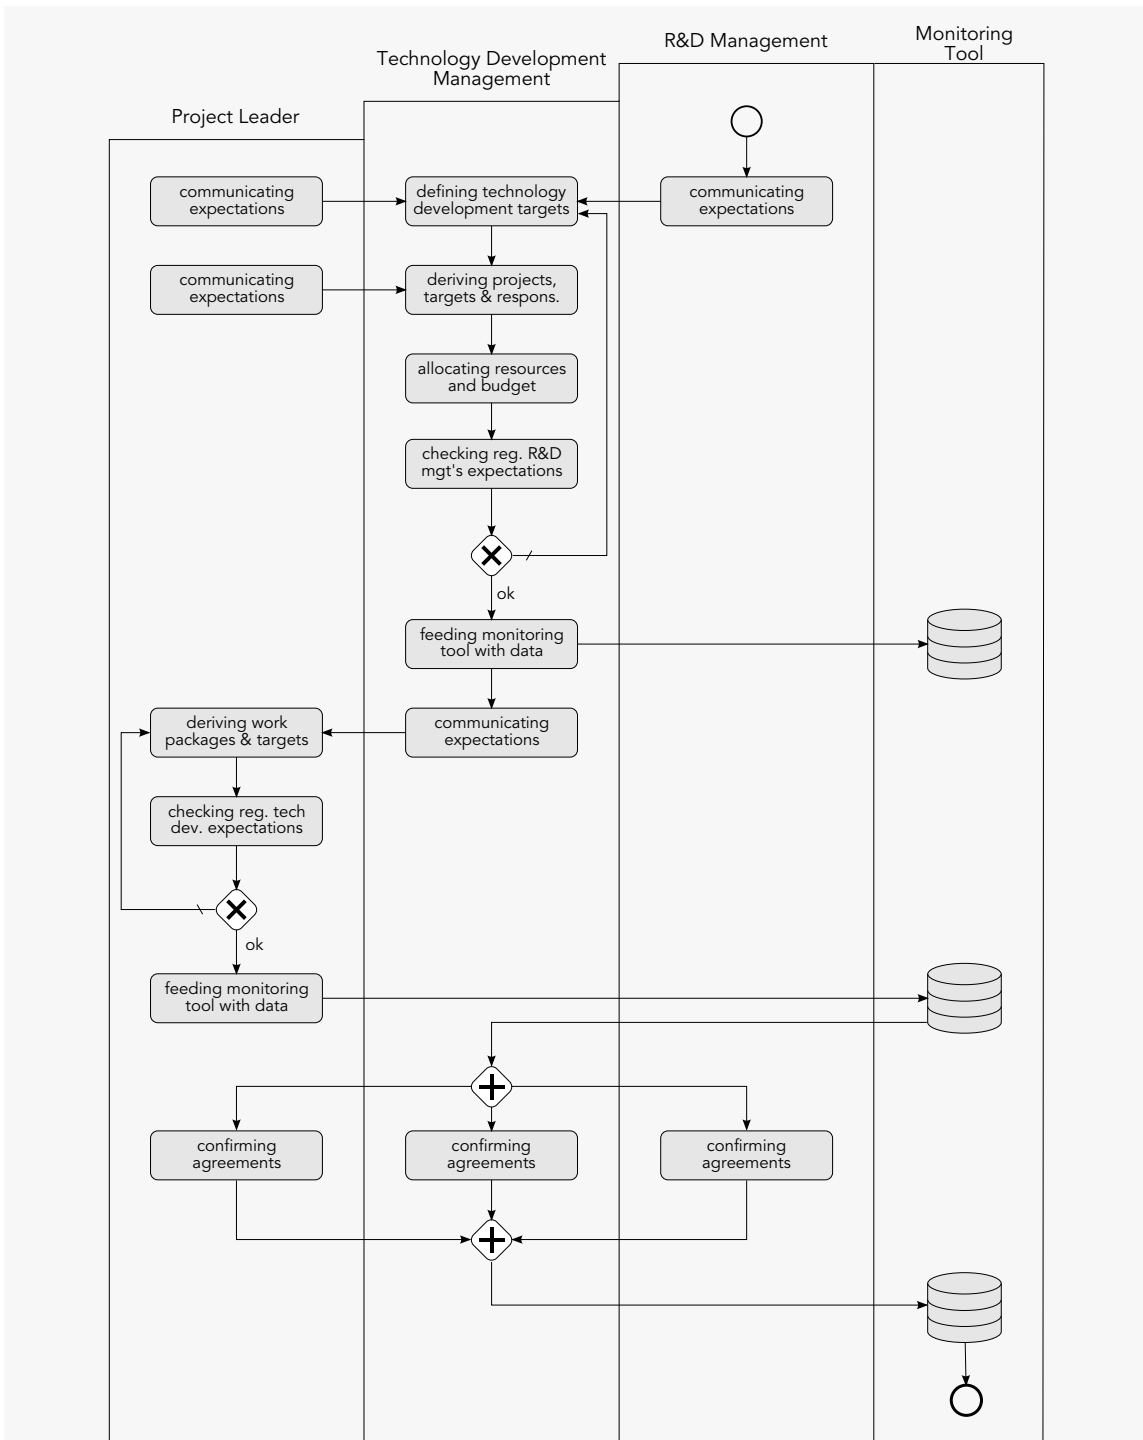 R&D Management
Monitoring
Tool
Technology Development
Management
Project Leader
communicating
expectations
defining technology
development targets
communicating
expectations
communicating
expectations
deriving projects,
targets & respons.
allocating resources
and budget
checking reg. R&D
mgt's expectations
ok
feeding monitoring
tool with data
deriving work
packages & targets
communicating
expectations
checking reg. tech
dev. expectations
ok
feeding monitoring
tool with data
confirming
agreements
confirming
agreements
confirming
agreements